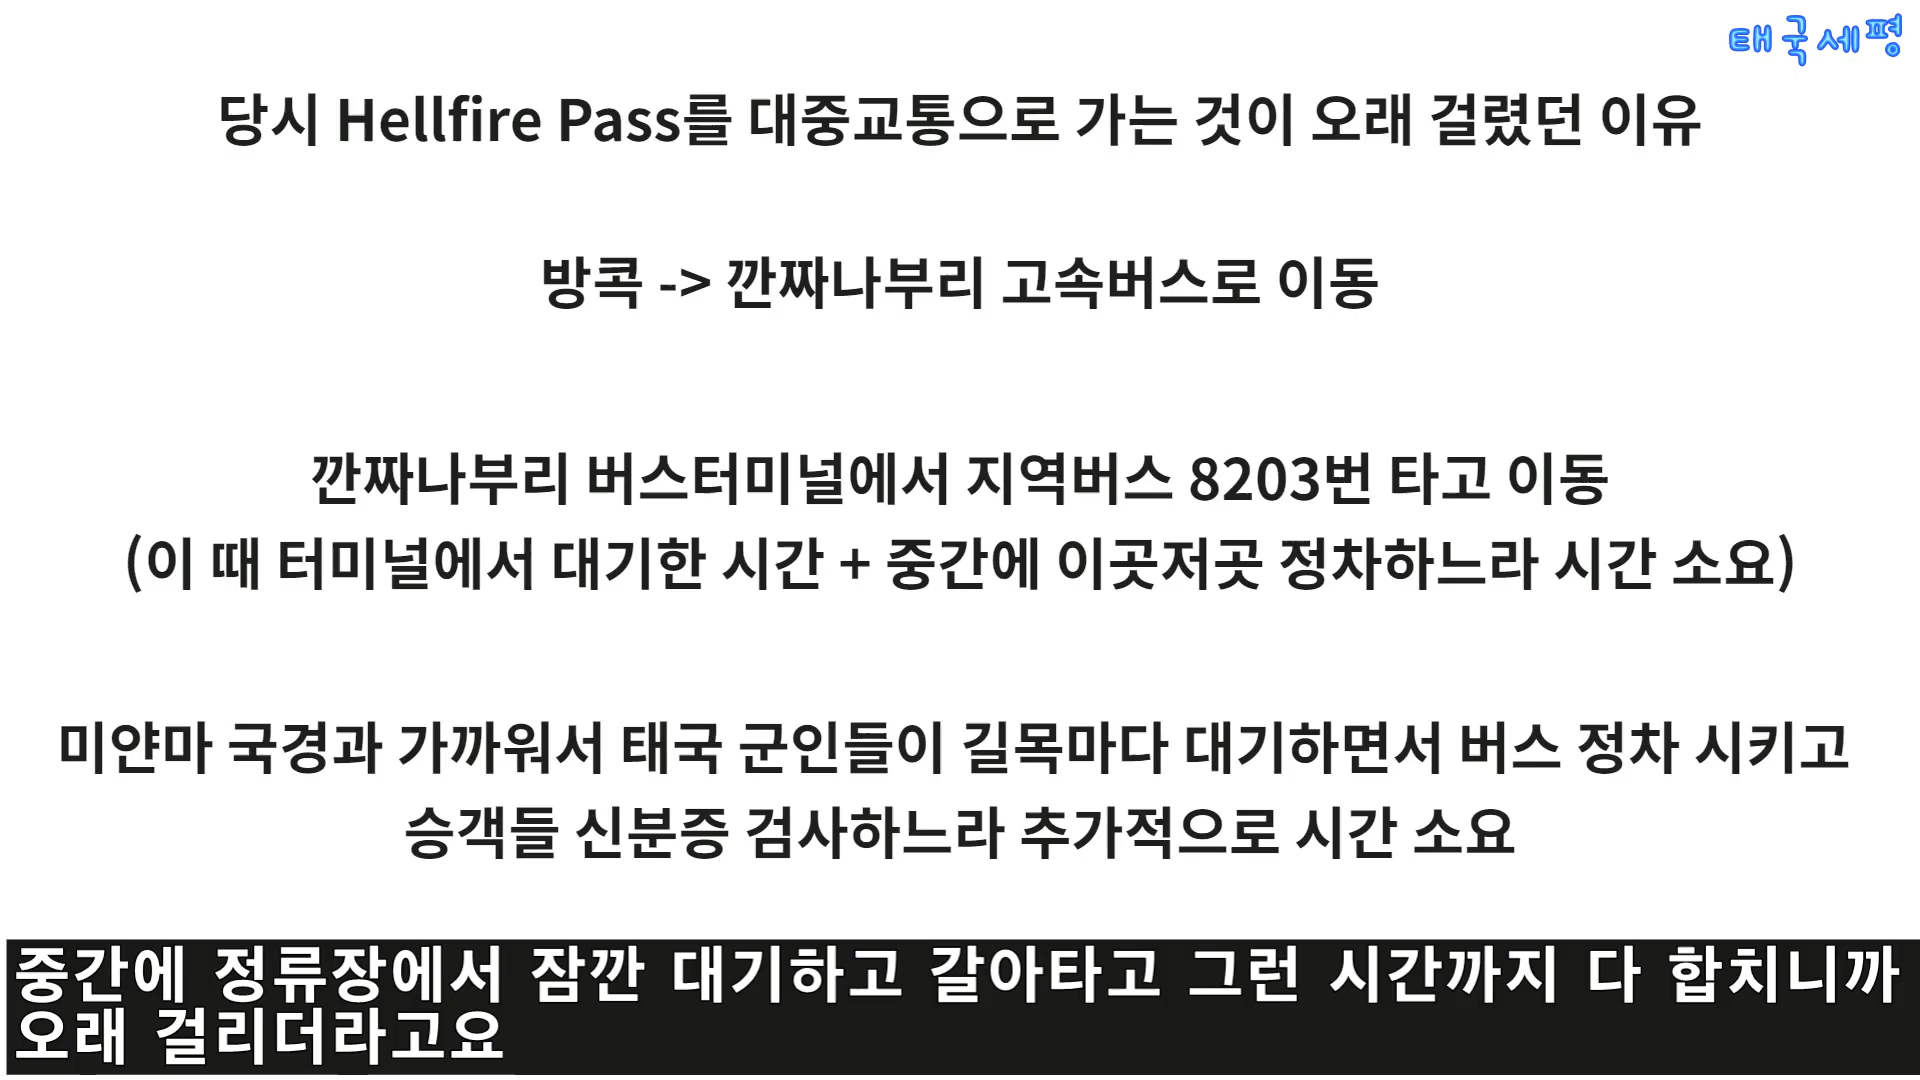 태국세평
당시 Hellfire Pass를 대중교통으로 가는 것이 오래 걸렸던 이유
방콕 -> 깐짜나부리 고속버스로 이동
깐짜나부리 버스터미널에서 지역버스 8203번 타고 이동
(이 때 터미널에서 대기한 시간 + 중간에 이곳저곳 정차하느라 시간 소요)
미얀마 국경과 가까워서 태국 군인들이 길목마다 대기하면서 버스 정차 시키고
승객들 신분증 검사하느라 추가적으로 시간 소요
중간에 정류장에서 잠깐 대기하고 갈아타고 그런 시간까지 다 합치니까
오래 걸리더라고요